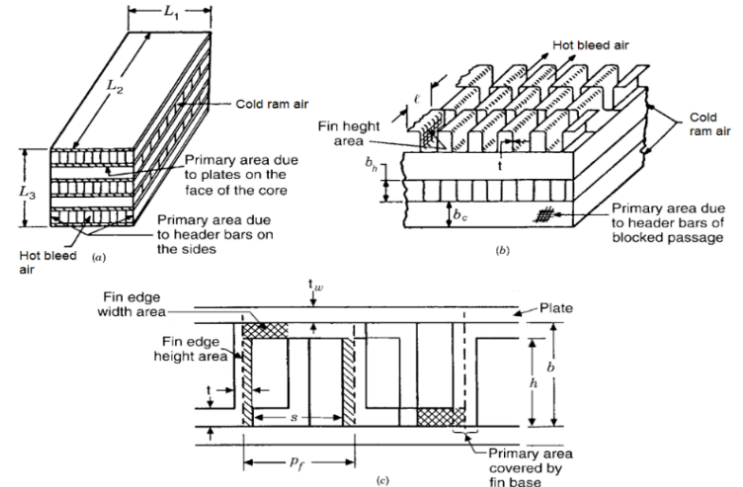 L1
L2
L3
Cold ram air
Primary area due
to plates on the
face of the core
Primary area due
to header bars on
the sides
Hot bleed
air
(a)
Hot bleed air
ℓ
Fin heght
area
t
Cold
ram air
bh
bc
Primary area due
to header bars of
blocked passage
(b)
Fin edge
width area
tw
Plate
Fin edge
height area
t
s
h
b
pf
Primary area
covered by
fin base
(c)